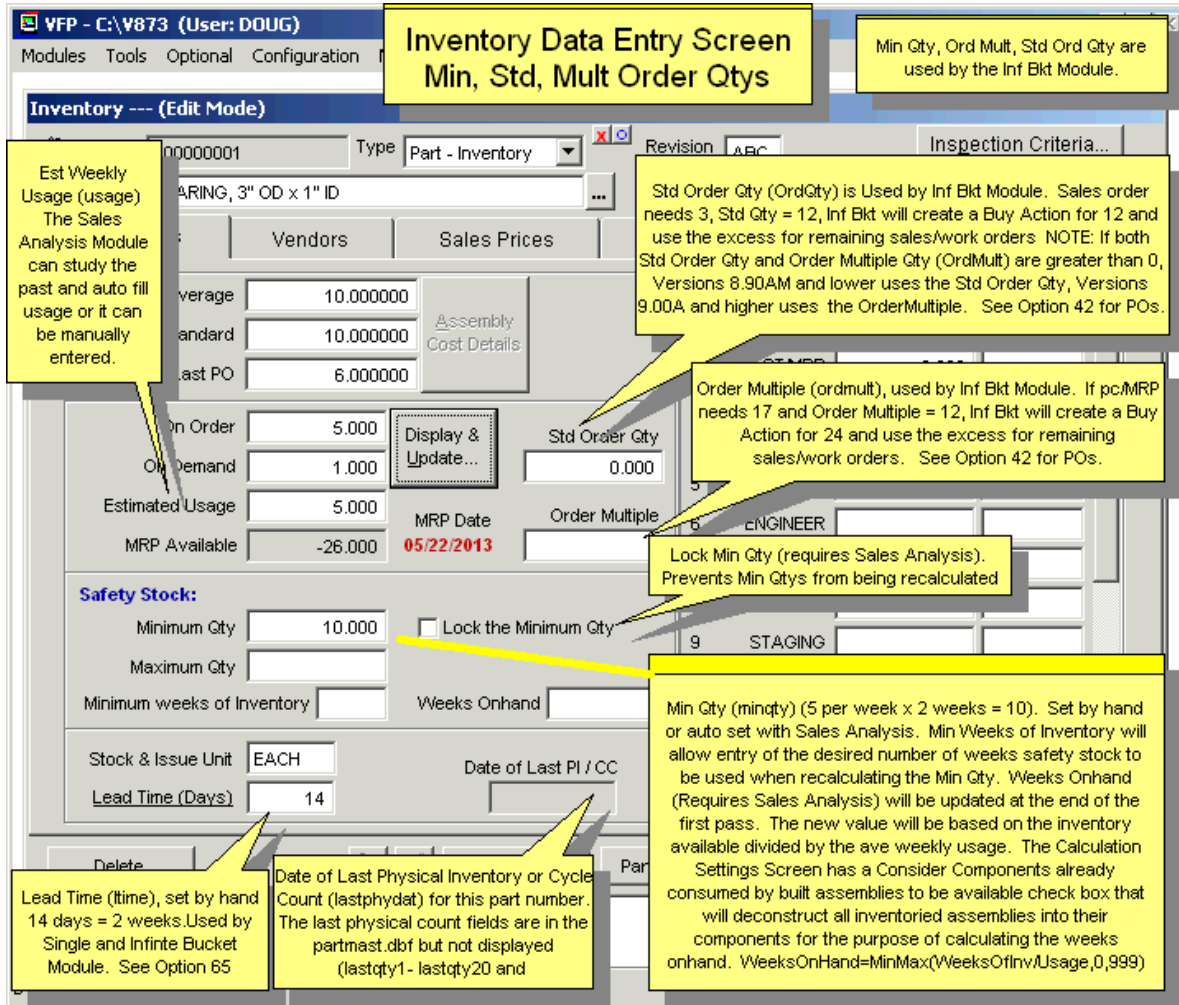 VFP - C:\V873 (User: DOUG)
Modules Tools Optional Configuration
Inventory Data Entry Screen
Min, Std, Mult Order Qtys
Min Qty, Ord Mult, Std Ord Qty are
used by the Inf Bkt Module.
Inventory --- (Edit Mode)
00000001
Type
Part - Inventory
x
Revision
ABC
Inspection Criteria...
ARING, 3" OD x 1" ID
...
Est Weekly
Usage (usage)
The Sales
Analysis Module
can study the
past and auto fill
usage or it can
be manually
entered.
Std Order Qty (OrdQty) is Used by Inf Bkt Module. Sales order
needs 3, Std Qty = 12, Inf Bkt will create a Buy Action for 12 and
use the excess for remaining sales/work orders NOTE: If both
Std Order Qty and Order Multiple Qty (OrdMult) are greater than 0,
Versions 8.90AM and lower uses the Std Order Qty, Versions
9.00A and higher uses the OrderMultiple. See Option 42 for POs.
Vendors
Sales Prices
verage
10.000000
andard
10.000000
Last PO
6.000000
Assembly
Cost Details
Order Multiple (ordmult), used by Inf Bkt Module. If pc/MRP
needs 17 and Order Multiple = 12, Inf Bkt will create a Buy
Action for 24 and use the excess for remaining
sales/work orders. See Option 42 for POs.
On Order
5.000
Display &
Update...
Std Order Qty
0.000
On Demand
1.000
Estimated Usage
5.000
MRP Date
05/22/2013
Order Multiple
MRP Available
-26.000
5
6 ENGINEER
Lock Min Qty (requires Sales Analysis).
Prevents Min Qtys from being recalculated
Safety Stock:
Minimum Qty
10.000
Lock the Minimum Qty
9 STAGING
Maximum Qty
Minimum weeks of Inventory
Weeks Onhand
Min Qty (minqty) (5 per week x 2 weeks = 10). Set by hand
or auto set with Sales Analysis. Min Weeks of Inventory will
allow entry of the desired number of weeks safety stock to
be used when recalculating the Min Qty. Weeks Onhand
(Requires Sales Analysis) will be updated at the end of the
first pass. The new value will be based on the inventory
available divided by the ave weekly usage. The Calculation
Settings Screen has a Consider Components already
consumed by built assemblies to be available check box that
will deconstruct all inventoried assemblies into their
components for the purpose of calculating the weeks
onhand. WeeksOnHand=MinMax(WeeksOfInv/Usage,0,999)
Stock & Issue Unit
EACH
Date of Last PI / CC
Lead Time (Days)
14
Delete
Par
Lead Time (ltime), set by hand
14 days = 2 weeks.Used by
Single and Infinte Bucket
Module. See Option 65
Date of Last Physical Inventory or Cycle
Count (lastphydat) for this part number.
The last physical count fields are in the
partmast.dbf but not displayed
(lastqty1- lastqty20 and